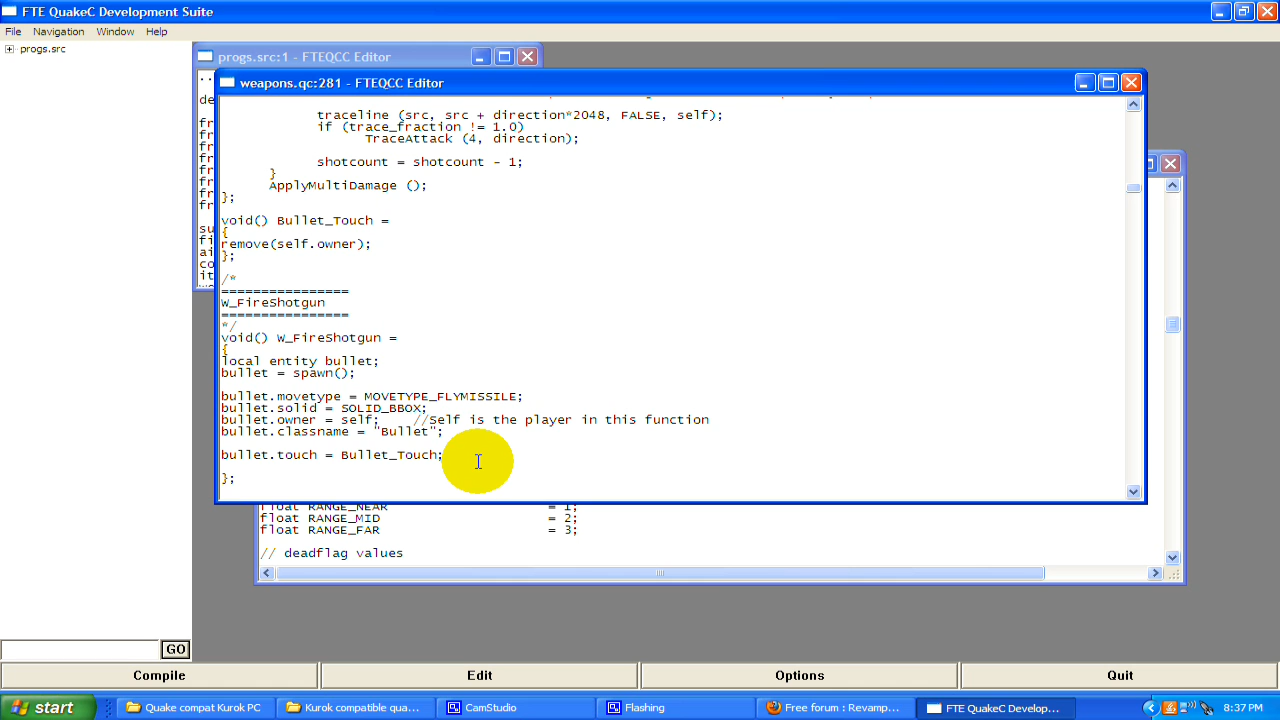 FTE QuakeC Development Suite
File Navigation Window Help
progs.src
progs.src:1 - FTEQCC Editor
weapons.qc:281 - FTEQCC Editor
traceline (src, src + direction*2048, FALSE, self);
if (trace_fraction != 1.0)
TraceAttack (4, direction);
shotcount = shotcount - 1;
}
ApplyMultiDamage ();
};
void() Bullet_Touch =
{
remove(self.owner);
};
/*
================
W_FireShotgun
================
*/
void() W_FireShotgun =
{
local entity bullet;
bullet = spawn();
bullet.movetype = MOVETYPE_FLYMISSILE;
bullet.solid = SOLID_BBOX;
bullet.owner = self; //Self is the player in this function
bullet.classname = "Bullet";
bullet.touch = Bullet_Touch;
};
float RANGE_NEAR = 1;
float RANGE_MID = 2;
float RANGE_FAR = 3;
// deadflag values
GO
Compile Edit Options Quit
start Quake compat Kurok PC Kurok compatible qua... CamStudio Flashing Free forum : Revamp... FTE QuakeC Develop... 8:37 PM